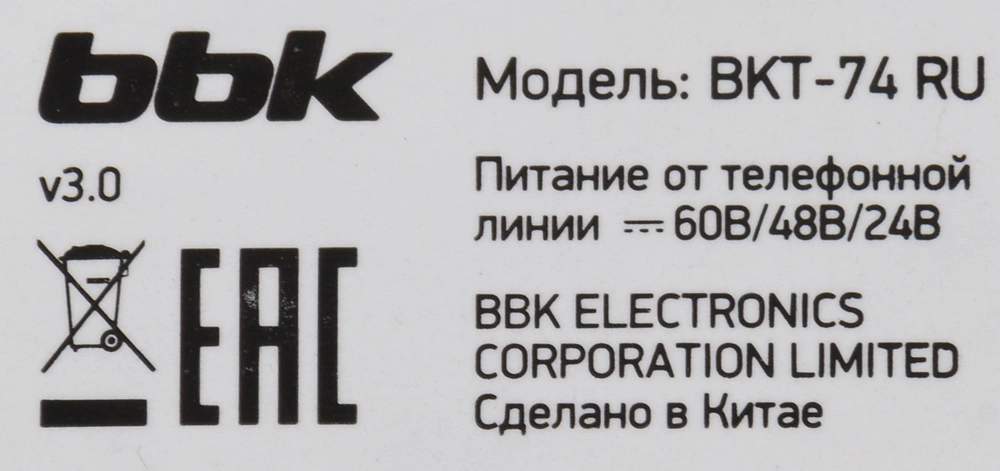 bbk
v3.0
EAC
Модель: BKT-74 RU
Питание от телефонной
линии ⎓ 60В/48В/24В
BBK ELECTRONICS
CORPORATION LIMITED
Сделано в Китае